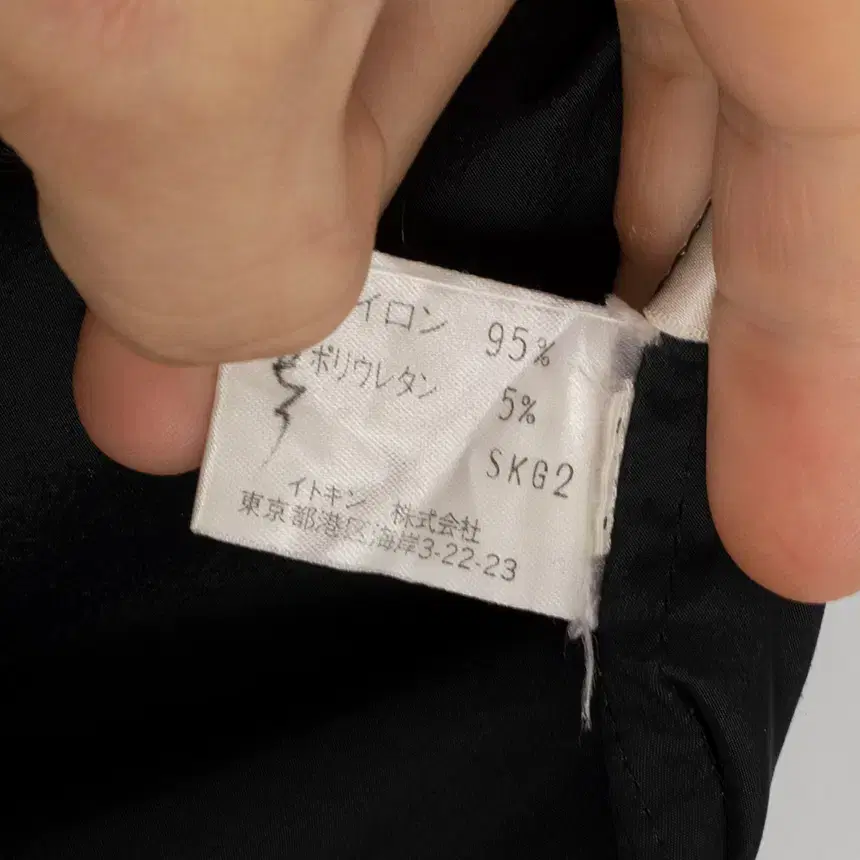 イロン 95%
ポリウレタン 5%
SKG2
イトキン 株式会社
東京都港区海岸3-22-23